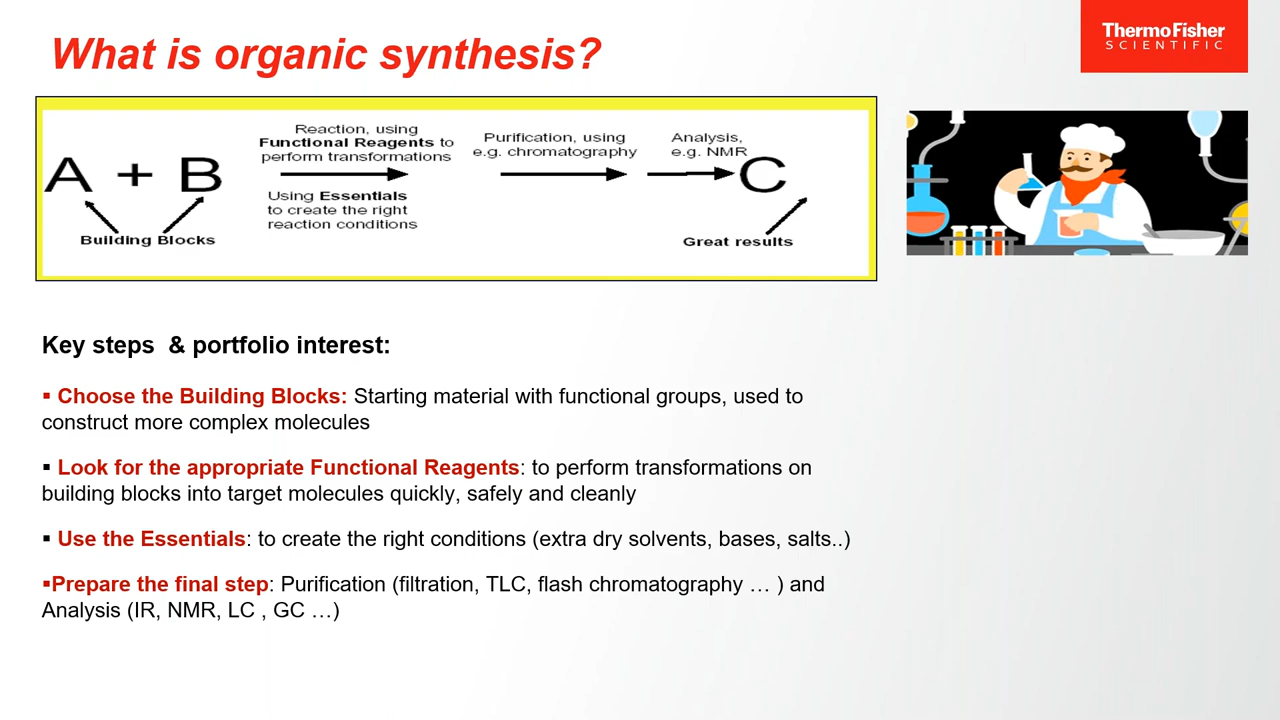 What is organic synthesis?
ThermoFisher
SCIENTIFIC
A + B
Building Blocks
Reaction, using
Functional Reagents to
perform transformations
Using Essentials
to create the right
reaction conditions
Purification, using
e.g. chromatography
Analysis,
e.g. NMR
C
Great results
Key steps & portfolio interest:
▪ Choose the Building Blocks: Starting material with functional groups, used to
construct more complex molecules
▪ Look for the appropriate Functional Reagents: to perform transformations on
building blocks into target molecules quickly, safely and cleanly
▪ Use the Essentials: to create the right conditions (extra dry solvents, bases, salts..)
▪Prepare the final step: Purification (filtration, TLC, flash chromatography … ) and
Analysis (IR, NMR, LC , GC …)